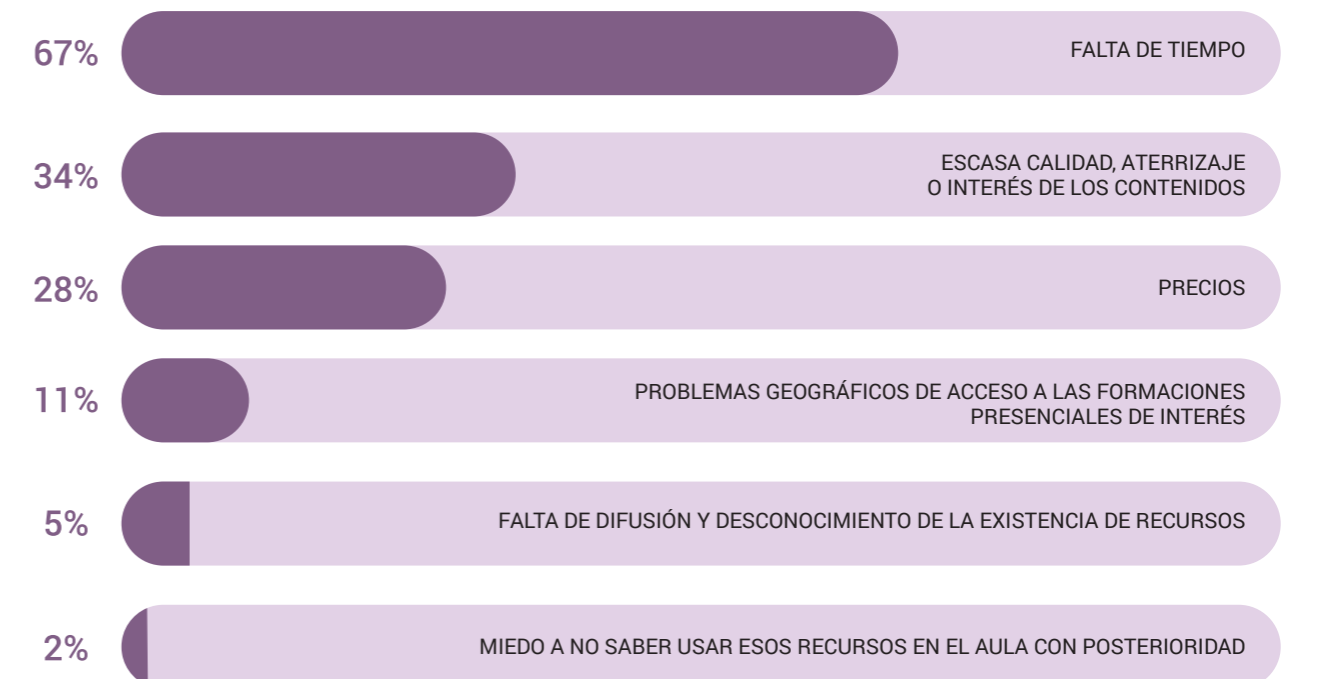 67%
FALTA DE TIEMPO
34%
ESCASA CALIDAD, ATERRIZAJE
O INTERÉS DE LOS CONTENIDOS
28%
PRECIOS
11%
PROBLEMAS GEOGRÁFICOS DE ACCESO A LAS FORMACIONES
PRESENCIALES DE INTERÉS
5%
FALTA DE DIFUSIÓN Y DESCONOCIMIENTO DE LA EXISTENCIA DE RECURSOS
2%
MIEDO A NO SABER USAR ESOS RECURSOS EN EL AULA CON POSTERIORIDAD